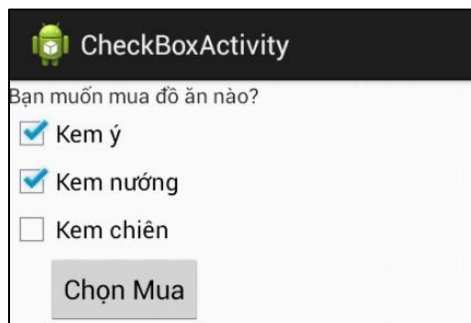 CheckBoxActivity
Bạn muốn mua đồ ăn nào?
Kem ý
Kem nướng
Kem chiên
Chọn Mua